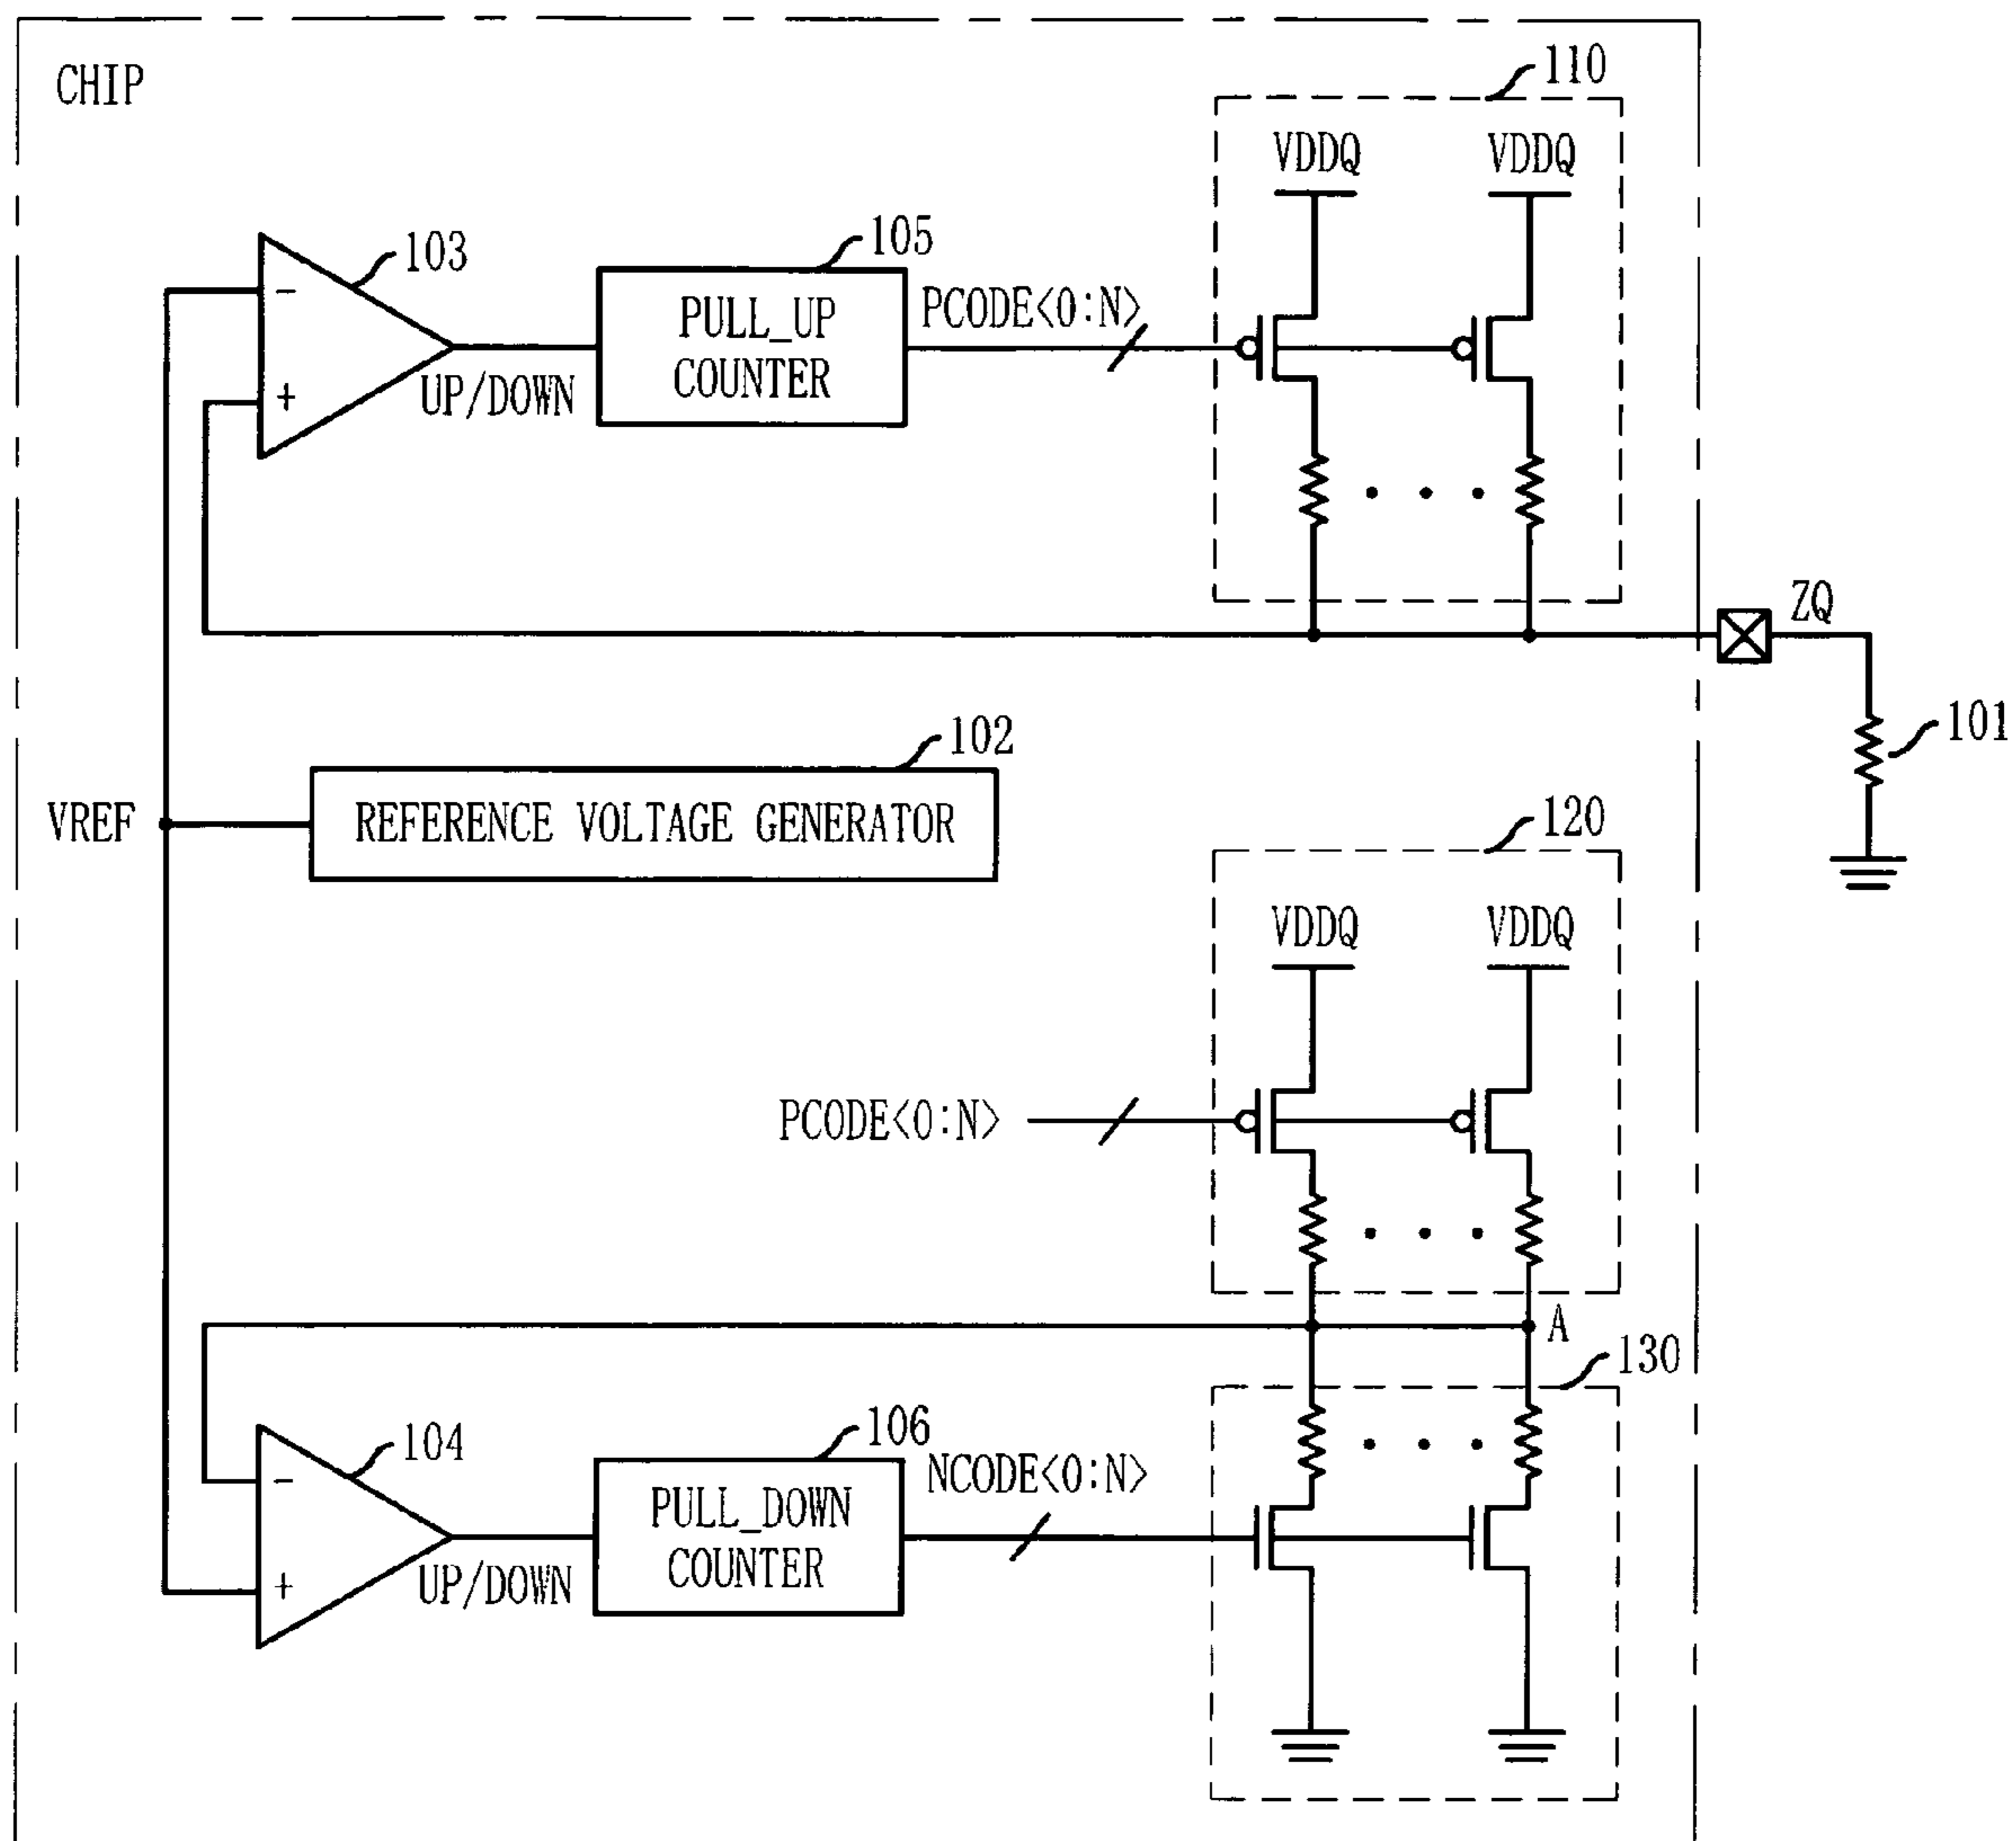 CHIP
110
VDDQ VDDQ
103
105
-
PULL_UP
COUNTER
PCODE<0:N>
+
UP/DOWN
ZQ
101
102
VREF
REFERENCE VOLTAGE GENERATOR
120
VDDQ VDDQ
PCODE<0:N>
A
130
104
106
-
NCODE<0:N>
PULL_DOWN
COUNTER
+
UP/DOWN